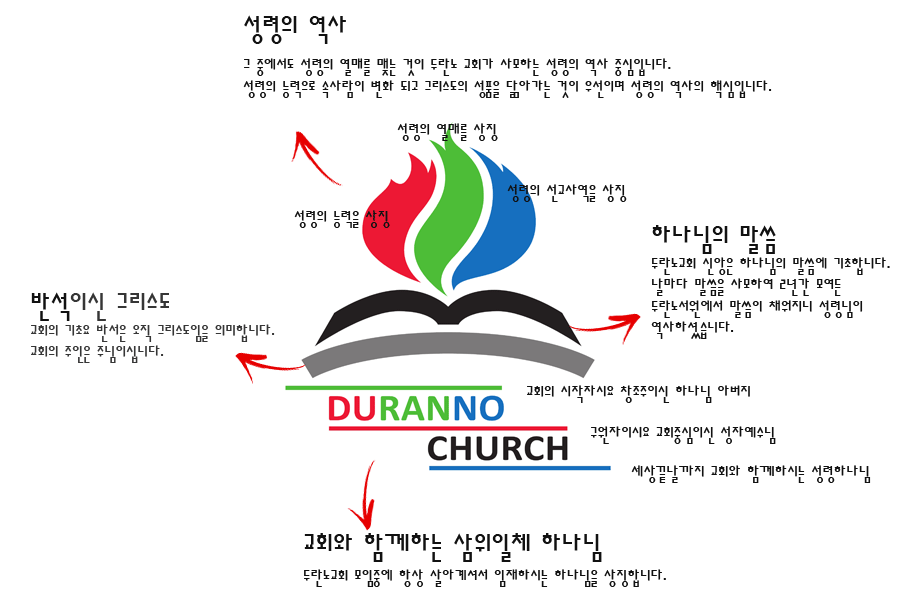 성령의 역사
그 중에서도 성령의 열매를 맺는 것이 두란노 교회가 사모하는 성령의 역사 중심입니다.
성령의 능력으로 속사람이 변화 되고 그리스도의 성품을 닮아가는 것이 우선이며 성령의 역사의 핵심입니다.
성령의 열매를 상징
성령의 선교사역을 상징
성령의 능력을 상징
하나님의 말씀
두란노교회 신앙은 하나님의 말씀에 기초합니다.
날마다 말씀을 사모하여 2년간 모였든
두란노서원에서 말씀이 채워지니 성령님이
역사하셨습니다.
반석이신 그리스도
교회의 기초요 반석은 오직 그리스도임을 의미합니다.
교회의 주인은 주님이십니다.
DURANNO
CHURCH
교회의 시작자시요 창조주이신 하나님 아버지
구원자이시요 교회중심이신 성자예수님
세상끝날까지 교회와 함께하시는 성령하나님
교회와 함께하는 삼위일체 하나님
두란노교회 모임중에 항상 살아계셔서 임재하시는 하나님을 상징합니다.